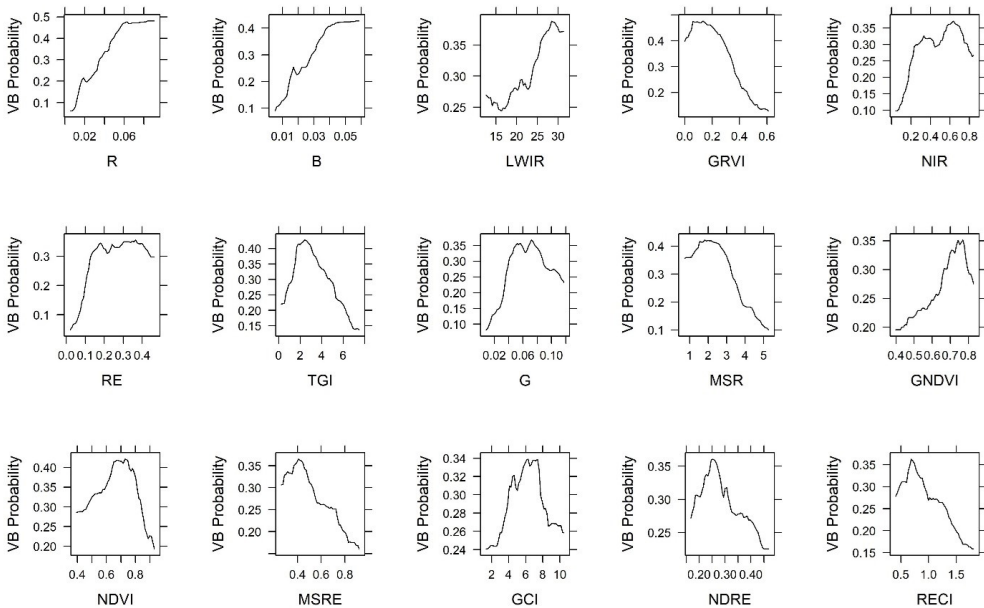 VB Probability 0.5 0.4 0.3 0.2 0.1
0.02 0.06
R
VB Probability 0.4 0.3 0.2 0.1
0.01 0.03 0.05
B
VB Probability 0.35 0.30 0.25
15 20 25 30
LWIR
VB Probability 0.4 0.3 0.2
0.0 0.2 0.4 0.6
GRVI
VB Probability 0.35 0.30 0.25 0.20 0.15 0.10
0.2 0.4 0.6 0.8
NIR
VB Probability 0.3 0.2 0.1
0.0 0.1 0.2 0.3 0.4
RE
VB Probability 0.40 0.35 0.30 0.25 0.20 0.15
0 2 4 6
TGI
VB Probability 0.35 0.30 0.25 0.20 0.15 0.10
0.02 0.06 0.10
G
VB Probability 0.4 0.3 0.2 0.1
1 2 3 4 5
MSR
VB Probability 0.35 0.30 0.25 0.20
0.4 0.5 0.6 0.7 0.8
GNDVI
VB Probability 0.40 0.35 0.30 0.25 0.20
0.4 0.6 0.8
NDVI
VB Probability 0.35 0.30 0.25 0.20 0.15
0.4 0.6 0.8
MSRE
VB Probability 0.34 0.32 0.30 0.28 0.26 0.24
2 4 6 8 10
GCI
VB Probability 0.35 0.30 0.25
0.20 0.30 0.40
NDRE
VB Probability 0.35 0.30 0.25 0.20 0.15
0.5 1.0 1.5
RECI